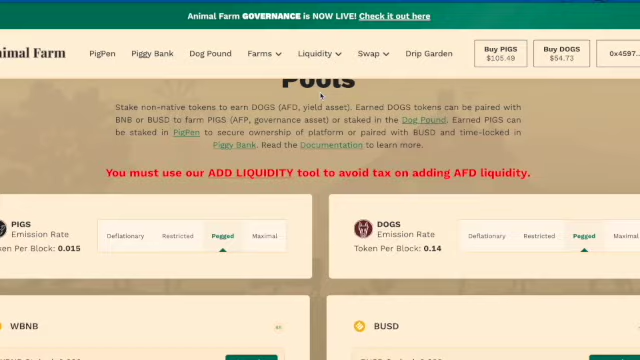 Animal Farm GOVERNANCE is NOW LIVE! Check it out here
nimal Farm PigPen Piggy Bank Dog Pound Farms Liquidity Swap Drip Garden Buy PIGS $105.49 Buy DOGS $54.73 0x4597...
Pools
Stake non-native tokens to earn DOGS (AFD, yield asset). Earned DOGS tokens can be paired with
BNB or BUSD to farm PIGS (AFP, governance asset) or staked in the Dog Pound. Earned PIGS can
be staked in PigPen to secure ownership of platform or paired with BUSD and time-locked in
Piggy Bank. Read the Documentation to learn more.
You must use our ADD LIQUIDITY tool to avoid tax on adding AFD liquidity.
PIGS
Emission Rate
ken Per Block: 0.015
Deflationary Restricted Pegged Maximal
DOGS
Emission Rate
Token Per Block: 0.14
Deflationary Restricted Pegged Maximal
WBNB
BUSD